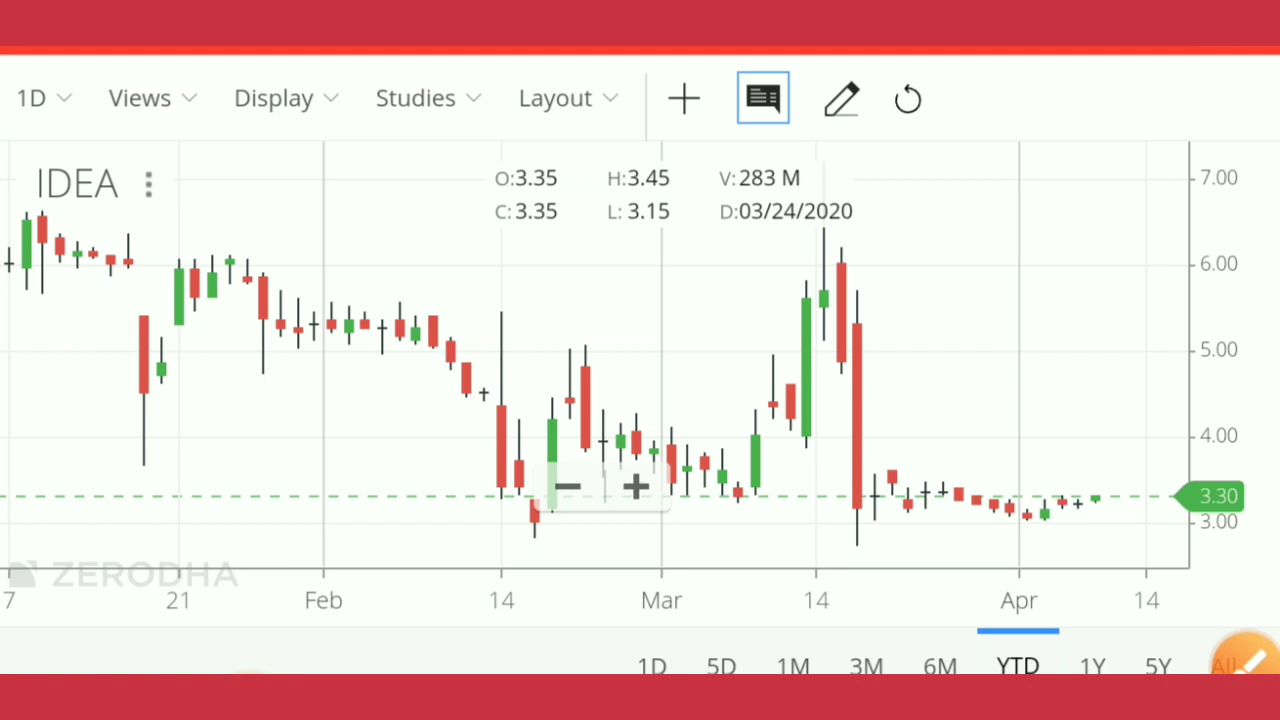 1D Views Display Studies Layout
IDEA
O:3.35 H:3.45 V:283 M
C:3.35 L:3.15 D:03/24/2020
7.00
6.00
5.00
4.00
3.30
3.00
ZERODHA
7 21 Feb 14 Mar 14 Apr 14
1D 5D 1M 3M 6M YTD 1Y 5Y All